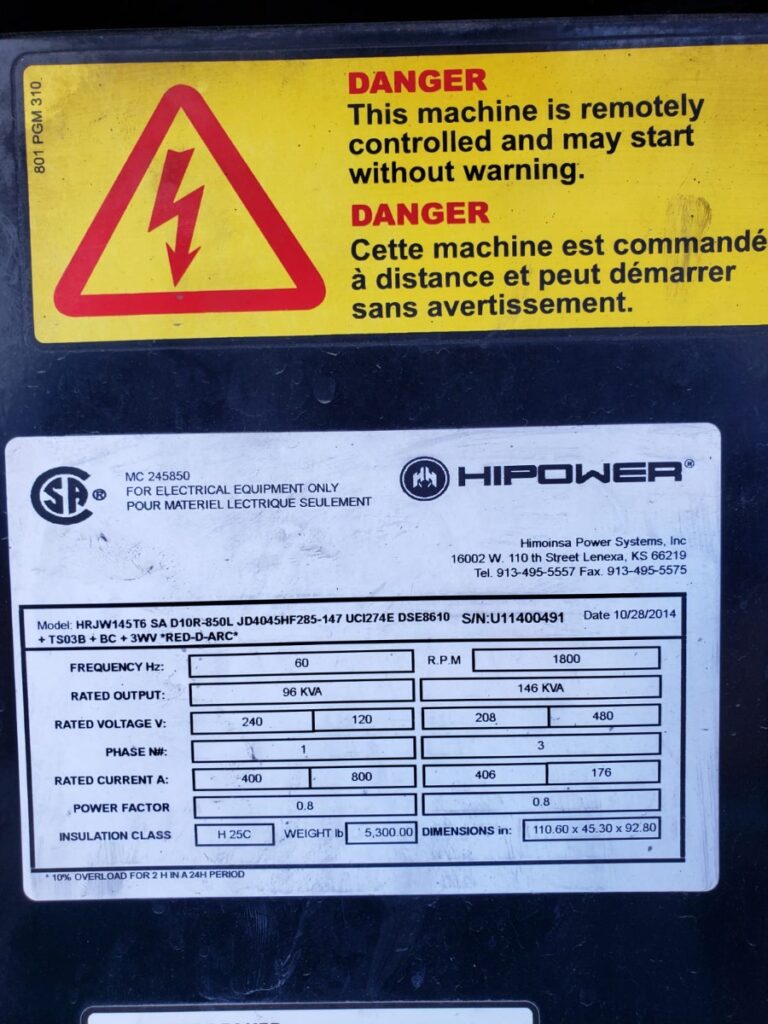 801 PGM 310
DANGER
This machine is remotely
controlled and may start
without warning.
DANGER
Cette machine est commandé
à distance et peut démarrer
sans avertissement.
SA ®
MC 245850
FOR ELECTRICAL EQUIPMENT ONLY
POUR MATERIEL LECTRIQUE SEULEMENT
HIPOWER®
Himoinsa Power Systems, Inc
16002 W. 110 th Street Lenexa, KS 66219
Tel. 913-495-5557 Fax. 913-495-5575
Model: HRJW145T6 SA D10R-850L JD4045HF285-147 UCI274E DSE8610 S/N:U11400491 Date 10/28/2014
+ TS03B + BC + 3WV *RED-D-ARC*
FREQUENCY Hz: 60 R.P.M 1800
RATED OUTPUT: 96 KVA 146 KVA
RATED VOLTAGE V: 240 120 208 480
PHASE N#: 1 3
RATED CURRENT A: 400 800 406 176
POWER FACTOR 0.8 0.8
INSULATION CLASS H 25C WEIGHT lb 5,300.00 DIMENSIONS in: 110.60 x 45.30 x 92.80
* 10% OVERLOAD FOR 2 H IN A 24H PERIOD